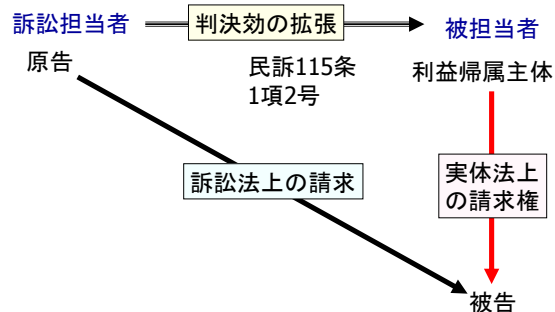 訴訟担当者
判決効の拡張
被担当者
原告
民訴115条
1項2号
利益帰属主体
訴訟法上の請求
実体法上
の請求権
被告